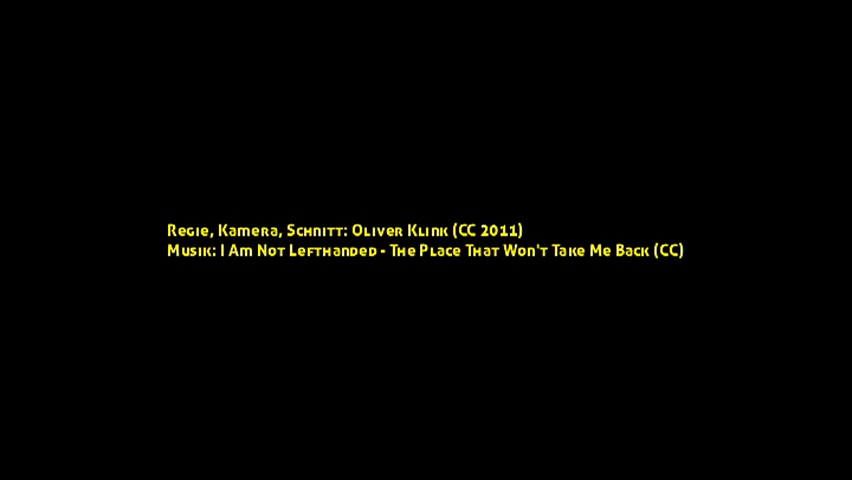 Regie, Kamera, Schnitt: Oliver Klink (CC 2011)
Musik: I Am Not Lefthanded - The Place That Won't Take Me Back (CC)